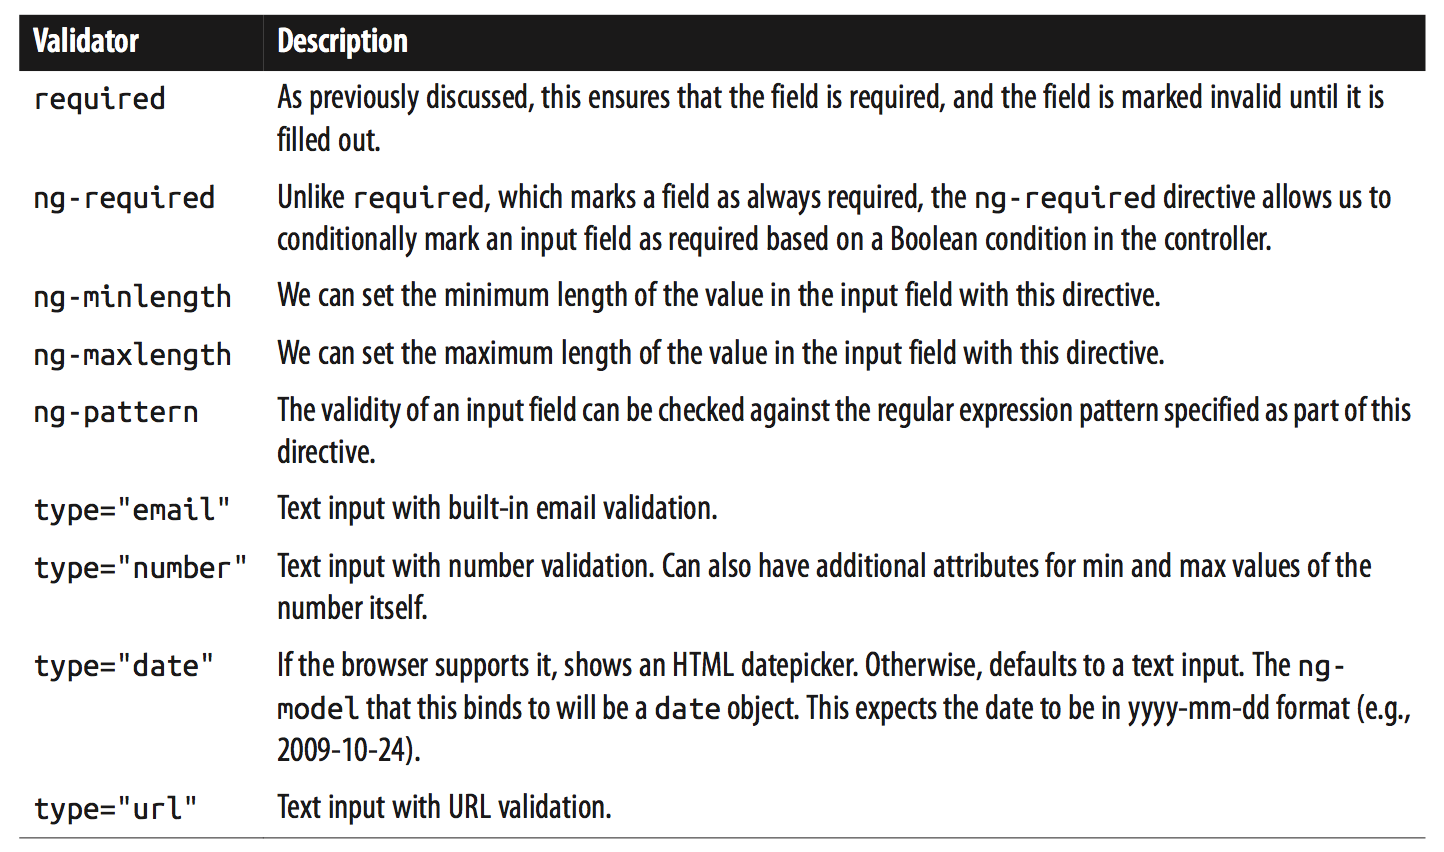 Validator Description
required As previously discussed, this ensures that the field is required, and the field is marked invalid until it is
filled out.
ng-required Unlike required, which marks a field as always required, the ng-required directive allows us to
conditionally mark an input field as required based on a Boolean condition in the controller.
ng-minlength We can set the minimum length of the value in the input field with this directive.
ng-maxlength We can set the maximum length of the value in the input field with this directive.
ng-pattern The validity of an input field can be checked against the regular expression pattern specified as part of this
directive.
type="email" Text input with built-in email validation.
type="number" Text input with number validation. Can also have additional attributes for min and max values of the
number itself.
type="date" If the browser supports it, shows an HTML datepicker. Otherwise, defaults to a text input. The ng-
model that this binds to will be a date object. This expects the date to be in yyyy-mm-dd format (e.g.,
2009-10-24).
type="url" Text input with URL validation.